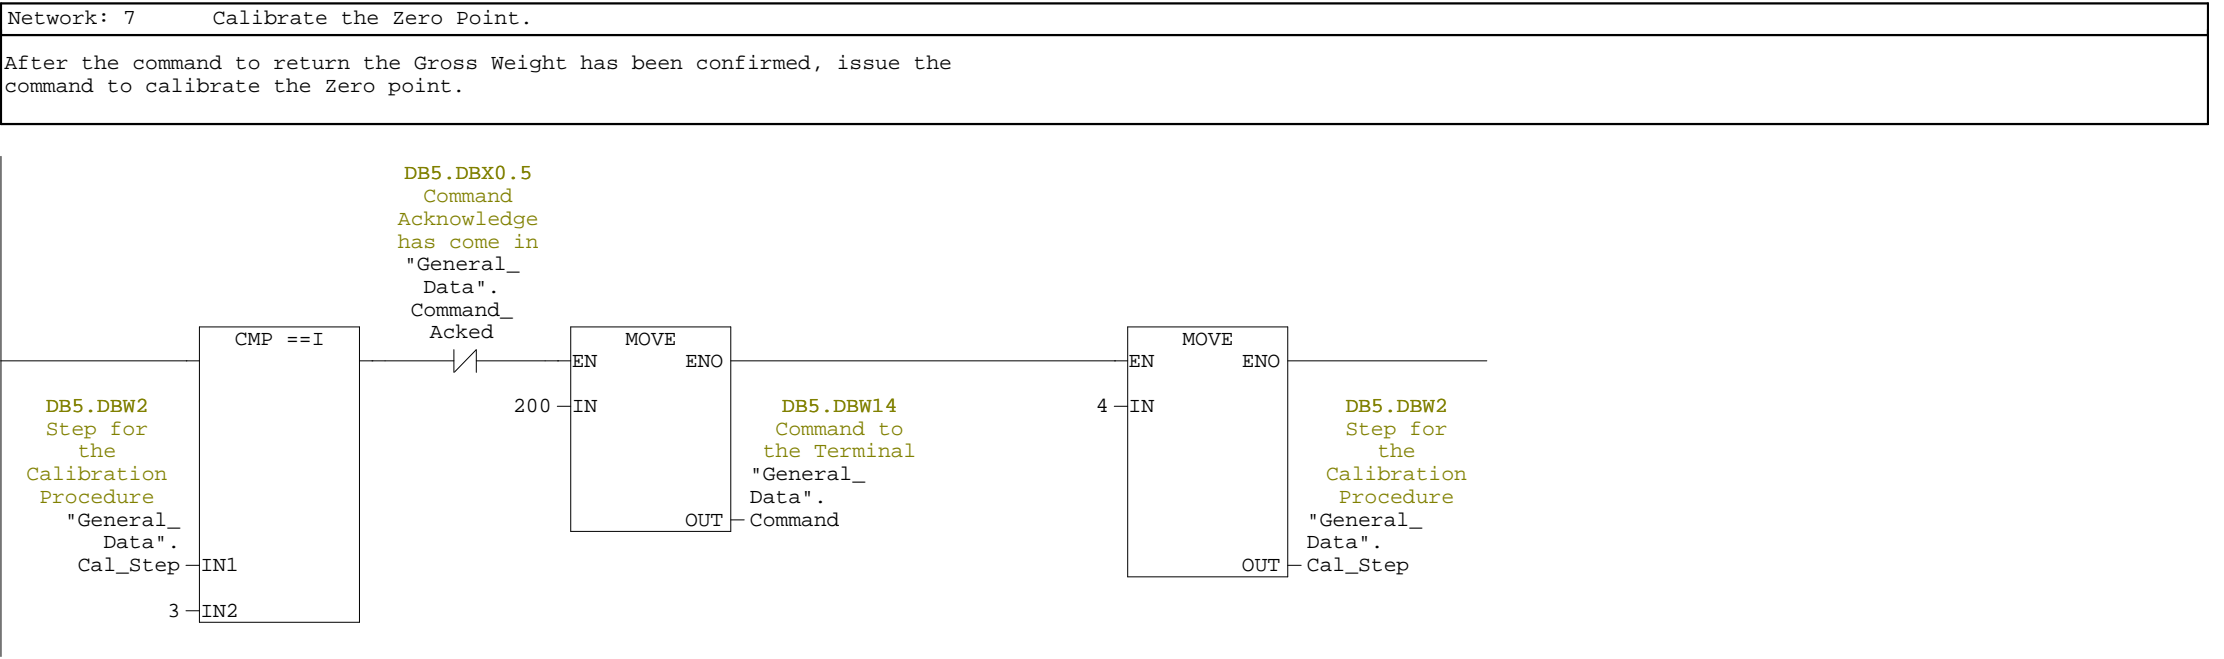 Network: 7 Calibrate the Zero Point.
After the command to return the Gross Weight has been confirmed, issue the
command to calibrate the Zero point.
DB5.DBX0.5
Command
Acknowledge
has come in
"General_
Data".
Command_
Acked
CMP ==I
MOVE
MOVE
EN
ENO
EN
ENO
DB5.DBW2
Step for
the
Calibration
Procedure
"General_
Data".
Cal_Step
IN1
3
IN2
200
IN
DB5.DBW14
Command to
the Terminal
"General_
Data".
OUT
Command
4
IN
DB5.DBW2
Step for
the
Calibration
Procedure
"General_
Data".
OUT
Cal_Step